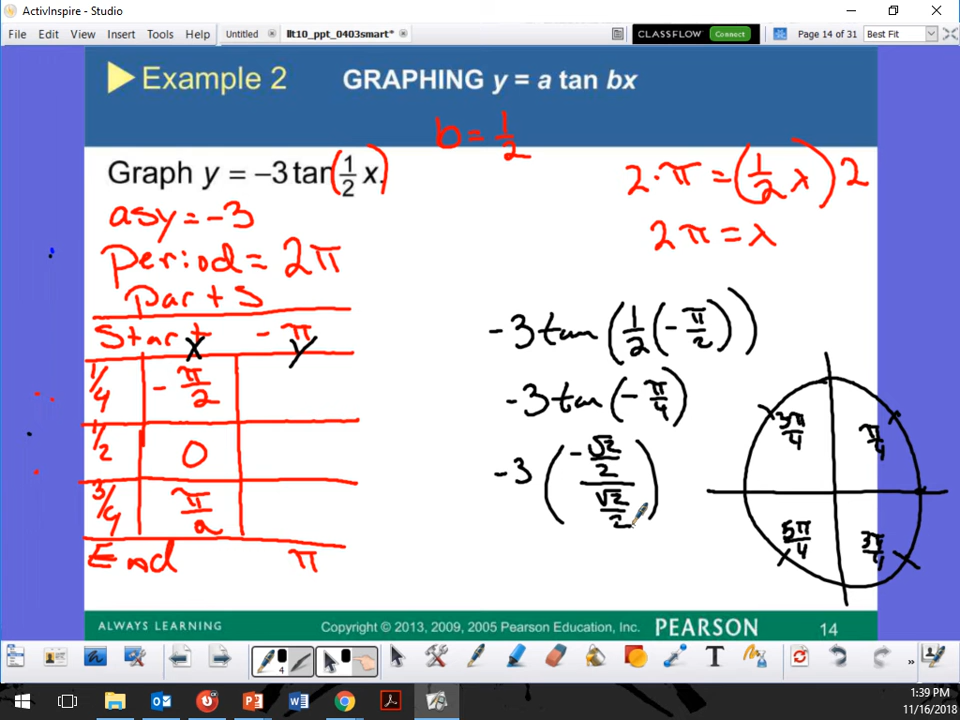 ActivInspire - Studio
File Edit View Insert Tools Help Untitled llt10_ppt_0403smart* CLASSFLOW Connect Page 14 of 31 Best Fit
Example 2 GRAPHING y = a tan bx
b = 1/2
Graph y = −3 tan(1/2 x.)
2·π = (1/2 x)2
2π = x
asy = -3
period = 2π
parts
Start -π
x y
1/4 -π/2
1/2 0
3/4 π/2
End π
-3 tan (1/2 (-π/2))
-3 tan (-π/4)
-3 (-√2/2 / √2/2)
3π/4 π/4
5π/4 3π/4
ALWAYS LEARNING Copyright © 2013, 2009, 2005 Pearson Education, Inc. PEARSON 14
4
T
1:39 PM
11/16/2018